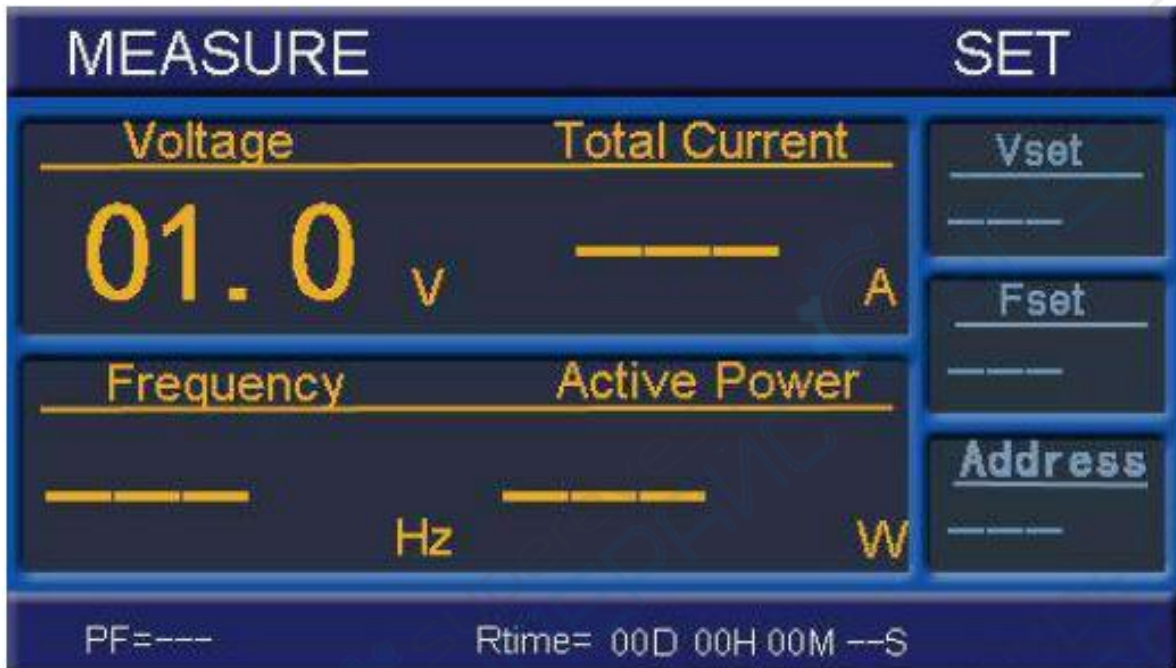 MEASURE SET
Voltage Total Current Vset
01. 0 V ——— A ———
Fset
Frequency Active Power ———
——— Hz ——— W Address
———
PF=--- Rtime= 00D 00H 00M --S